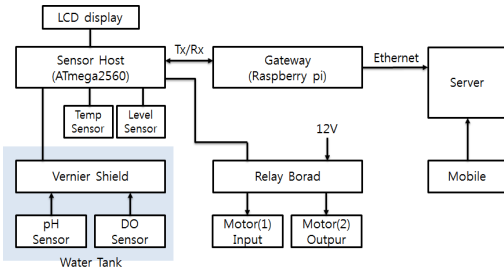 LCD display
Sensor Host
(ATmega2560)
Tx/Rx
Gateway
(Raspberry pi)
Ethernet
Server
Temp
Sensor
Level
Sensor
12V
Vernier Shield
Relay Borad
Mobile
pH
Sensor
DO
Sensor
Motor(1)
Input
Motor(2)
Outpur
Water Tank